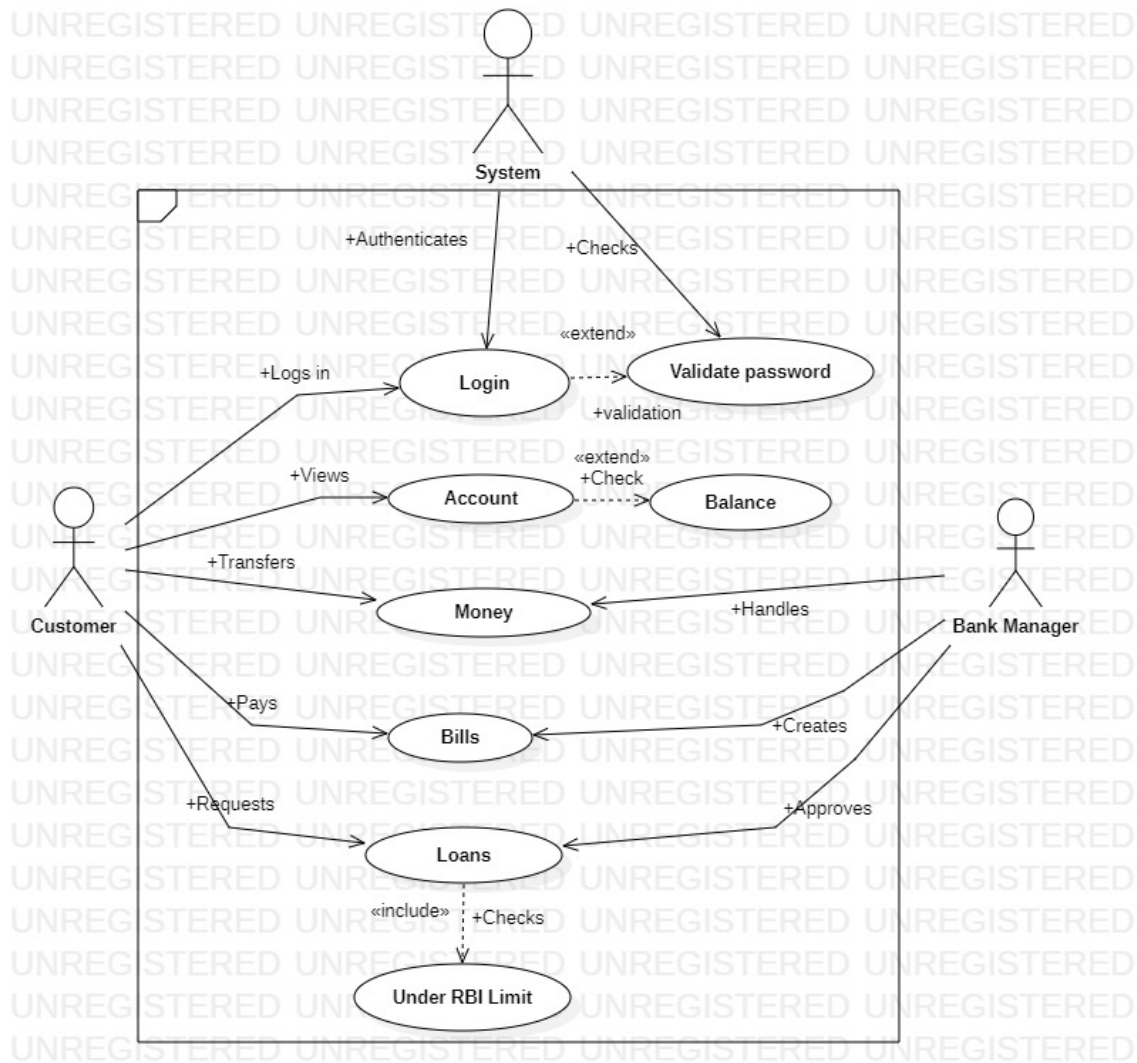 UNREGISTERED
System
+Authenticates
+Checks
«extend»
+Logs in
Login
Validate password
+validation
«extend»
+Views
+Check
Account
Balance
+Transfers
Money
+Handles
Customer
Bank Manager
+Pays
+Creates
Bills
+Requests
+Approves
Loans
«include»
+Checks
Under RBI Limit